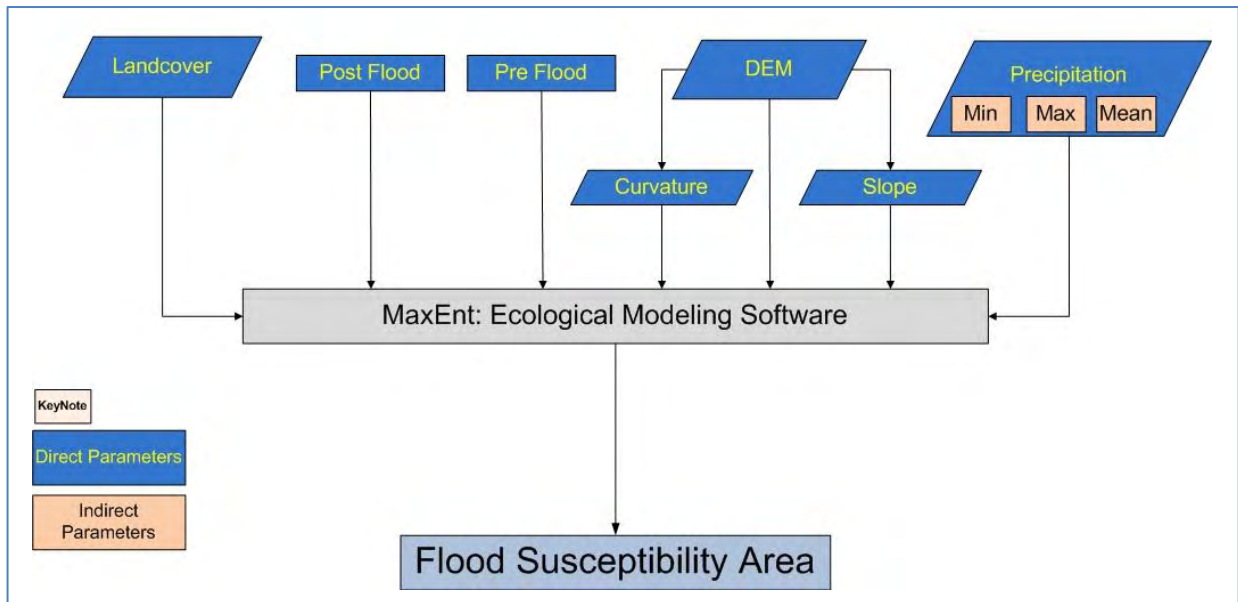 Landcover
Post Flood
Pre Flood
DEM
Precipitation
Min
Max
Mean
Curvature
Slope
MaxEnt: Ecological Modeling Software
KeyNote
Direct Parameters
Indirect
Parameters
Flood Susceptibility Area